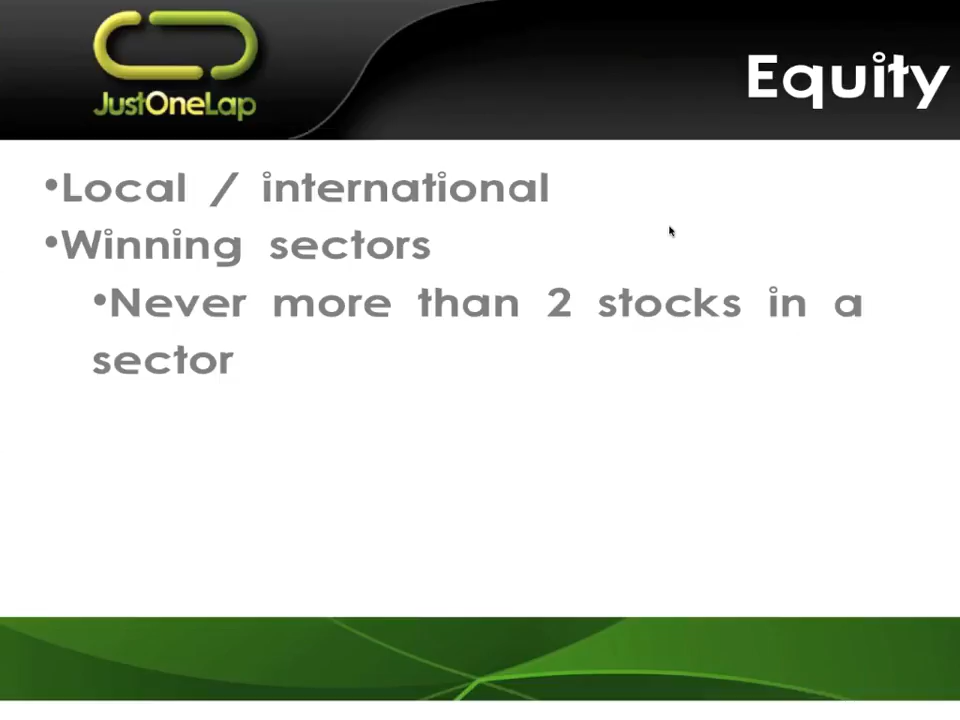 JustOneLap
Equity
•Local / international
•Winning sectors
•Never more than 2 stocks in a
sector